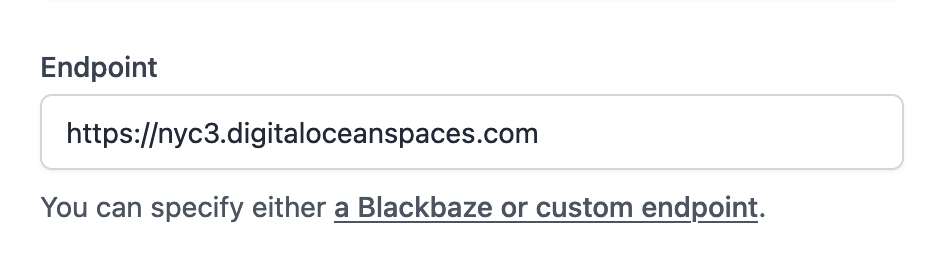 Endpoint
https://nyc3.digitaloceanspaces.com
You can specify either a Blackbaze or custom endpoint.